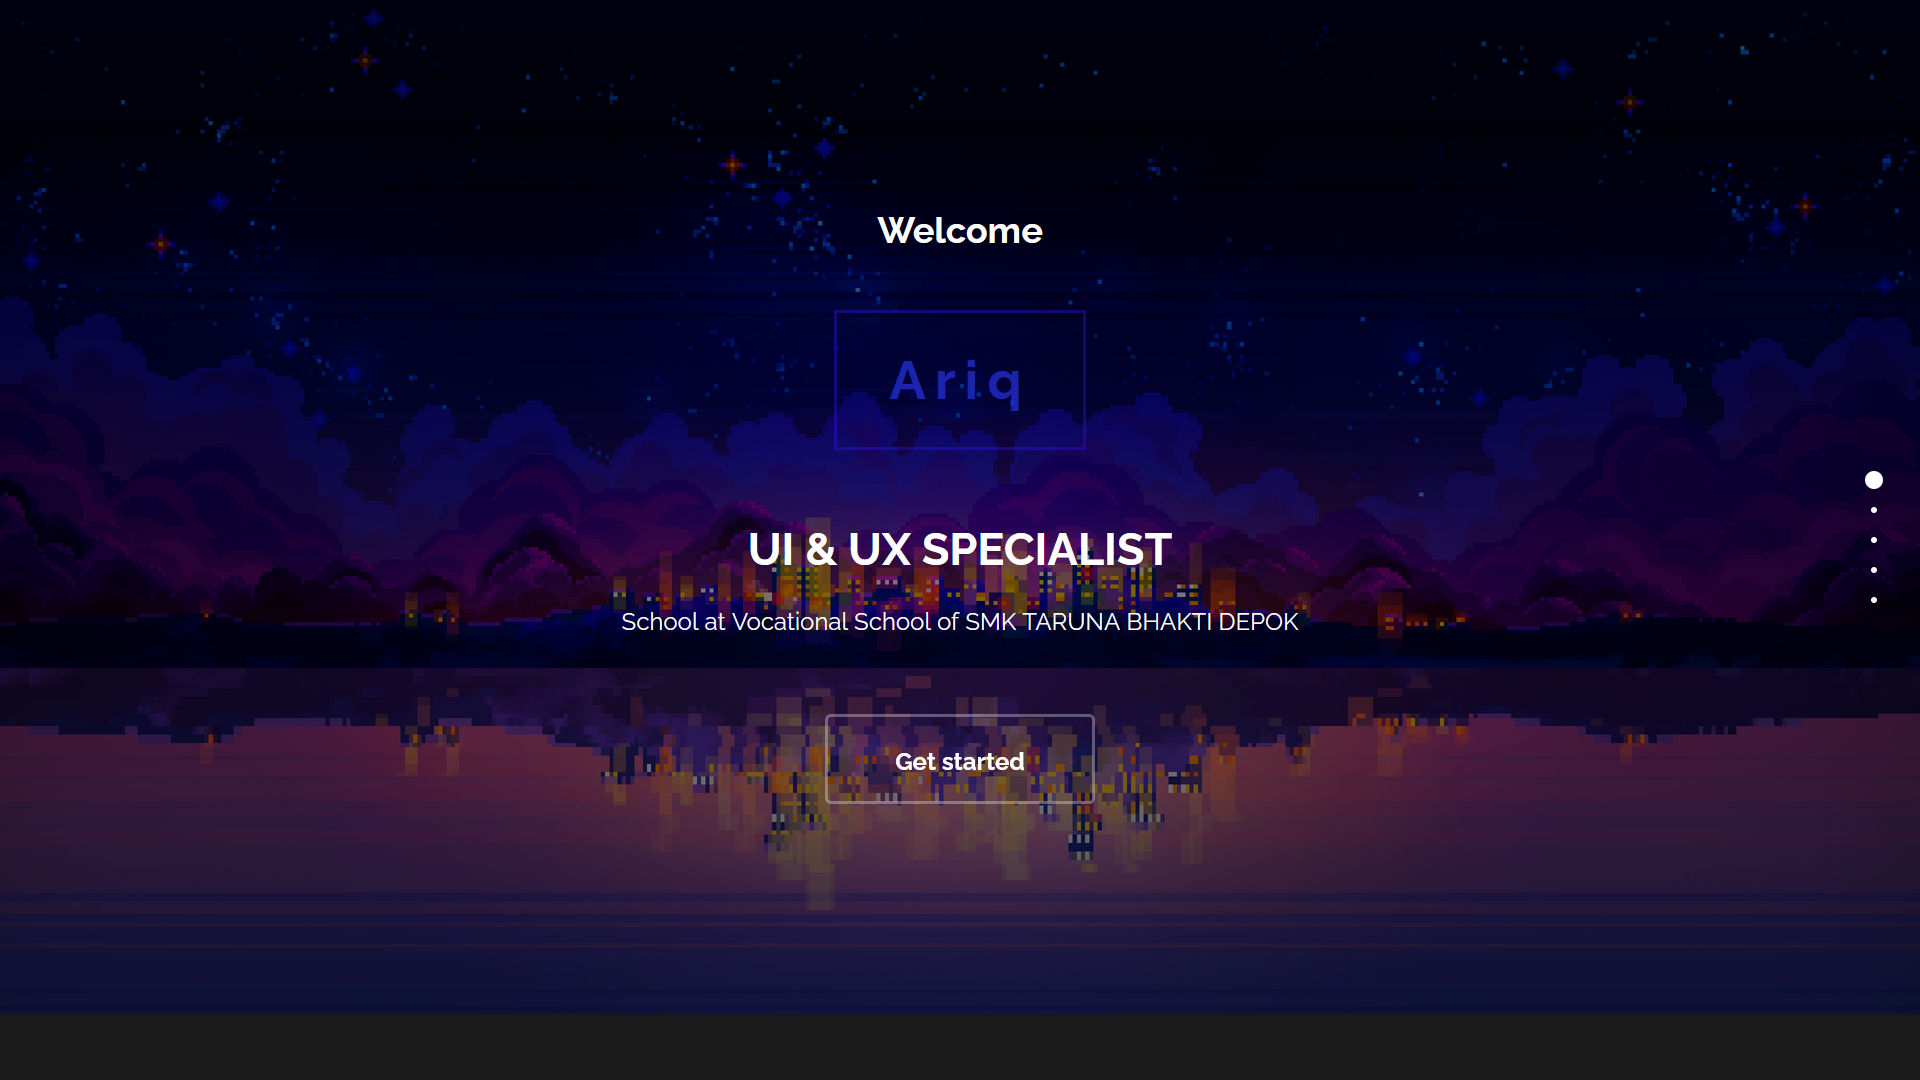 Welcome
Ariq
UI & UX SPECIALIST
School at Vocational School of SMK TARUNA BHAKTI DEPOK
Get started